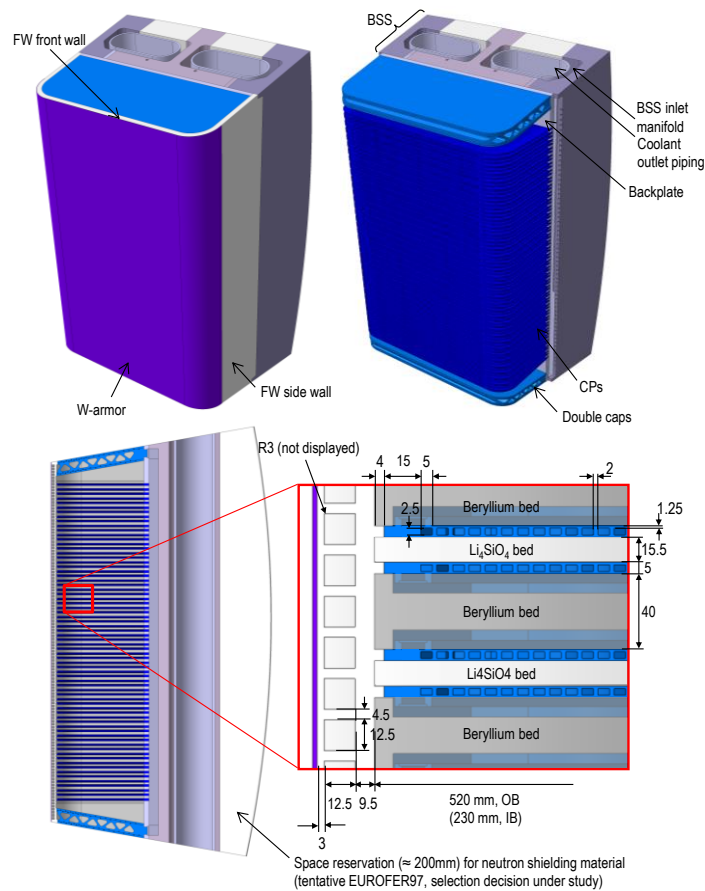 FW front wall
BSS
BSS inlet
manifold
Coolant
outlet piping
Backplate
FW side wall
W-armor
CPs
Double caps
R3 (not displayed)
4
15
5
2
2.5
1.25
Beryllium bed
Li₄SiO₄ bed
15.5
5
Beryllium bed
40
Li4SiO4 bed
4.5
12.5
Beryllium bed
12.5
9.5
520 mm, OB
(230 mm, IB)
3
Space reservation (≈ 200mm) for neutron shielding material
(tentative EUROFER97, selection decision under study)